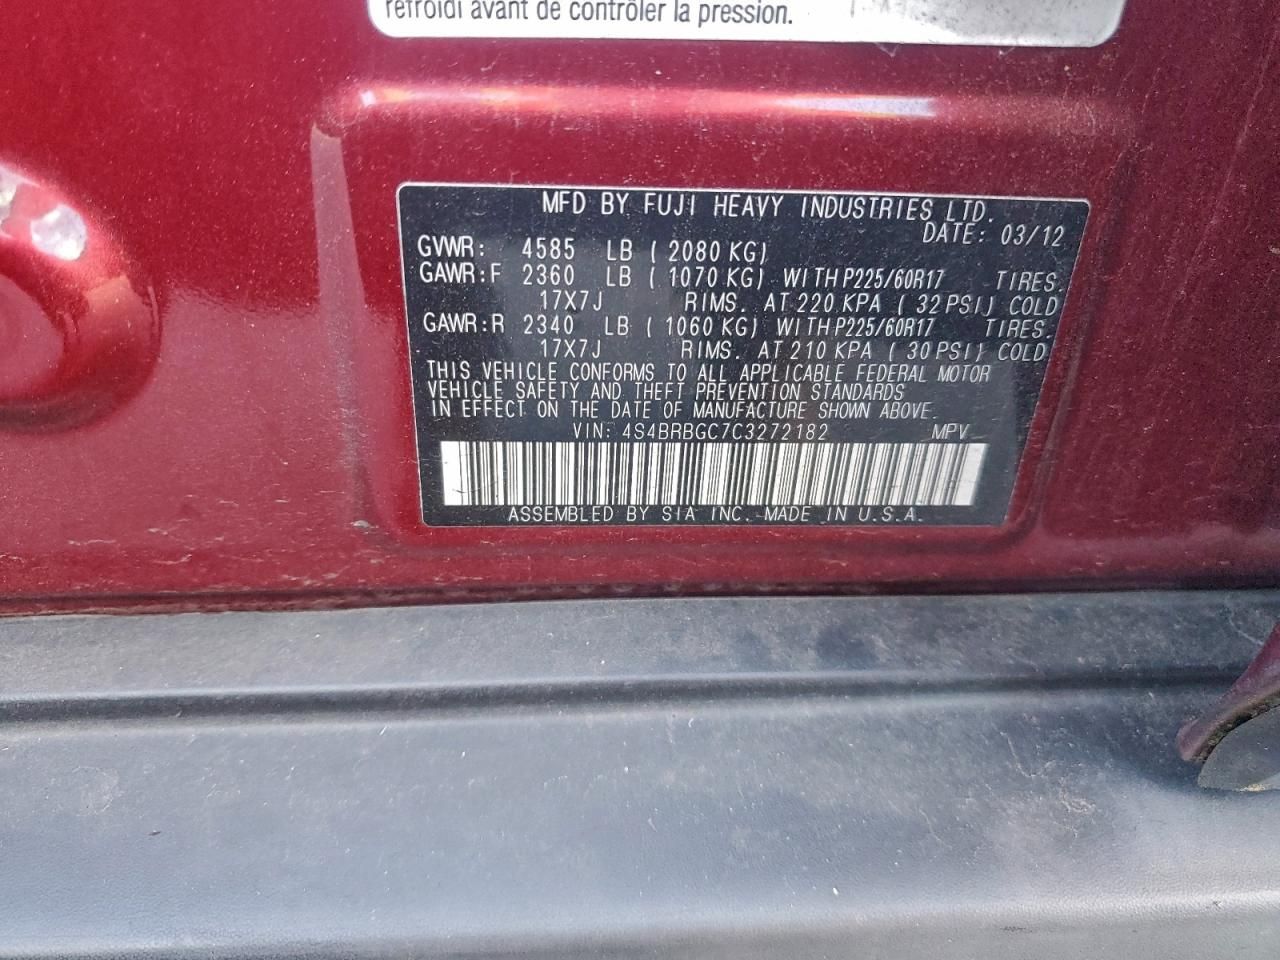 refroidi avant de contrôler la pression.
MFD BY FUJI HEAVY INDUSTRIES LTD.
DATE: 03/12
GVWR: 4585 LB ( 2080 KG)
GAWR:F 2360 LB ( 1070 KG) WITH P225/60R17 TIRES.
17X7J RIMS. AT 220 KPA ( 32 PSI) COLD
GAWR:R 2340 LB ( 1060 KG) WITH P225/60R17 TIRES.
17X7J RIMS. AT 210 KPA ( 30 PSI) COLD
THIS VEHICLE CONFORMS TO ALL APPLICABLE FEDERAL MOTOR
VEHICLE SAFETY AND THEFT PREVENTION STANDARDS
IN EFFECT ON THE DATE OF MANUFACTURE SHOWN ABOVE.
VIN: 4S4BRBGC7C3272182 MPV
ASSEMBLED BY SIA INC. MADE IN U.S.A.